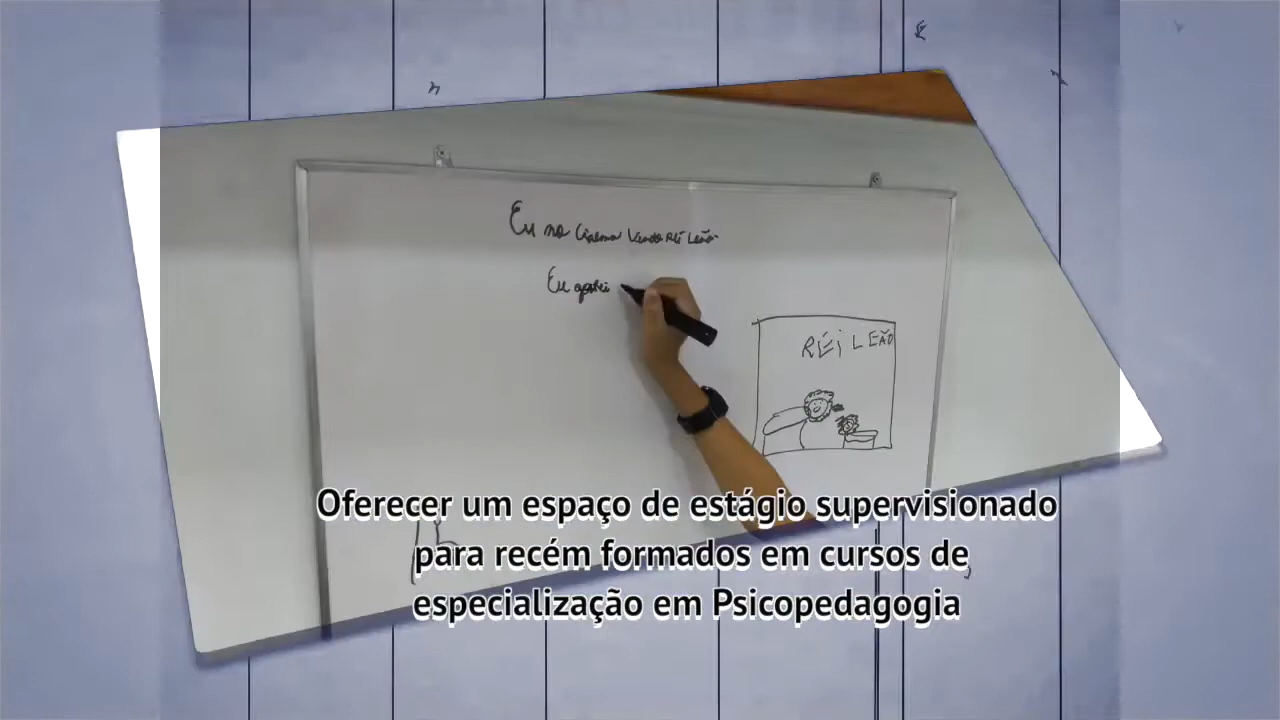 Eu no cinema vendo Rei Leão
Eu gostei
RÉI LEÃO
Oferecer um espaço de estágio supervisionado
para recém formados em cursos de
especialização em Psicopedagogia